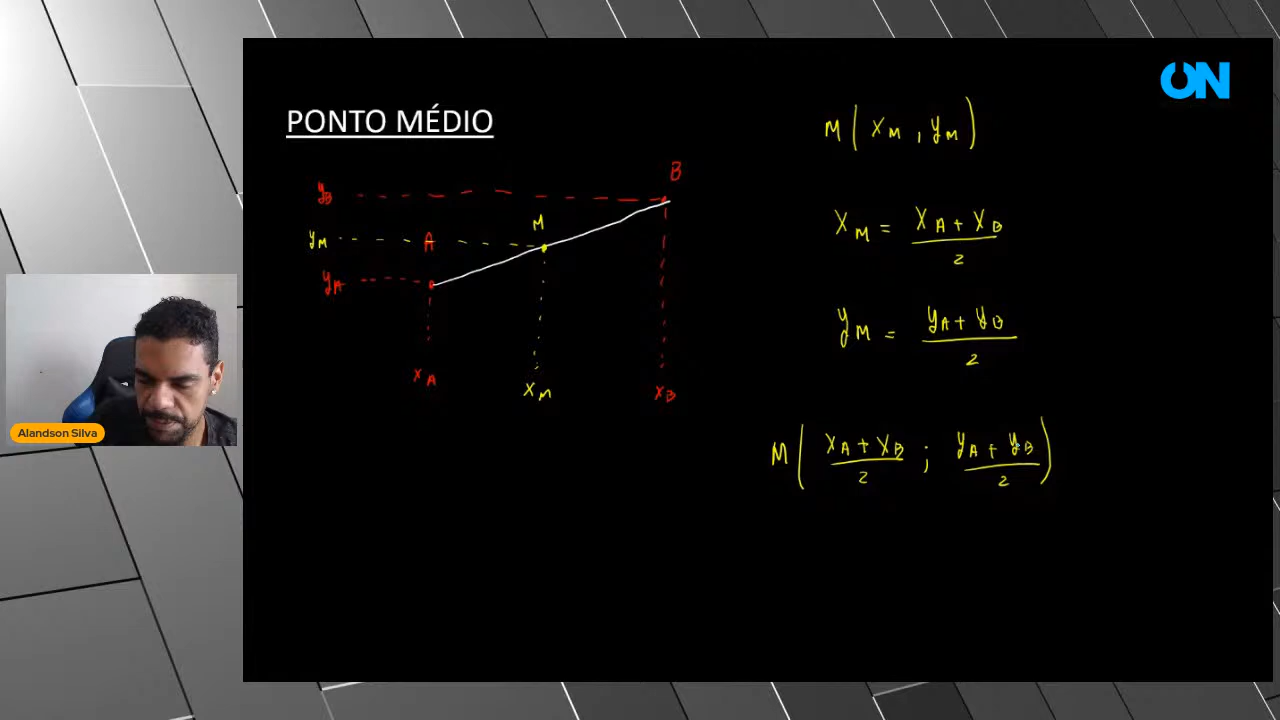 ON
PONTO MÉDIO
M ( XM , yM )
B
yB
M
yM
A
yA
XM = XA + XB / 2
yM = yA + yB / 2
xA
XM
XB
Alandson Silva
M ( XA + XB / 2 ; yA + yB / 2 )